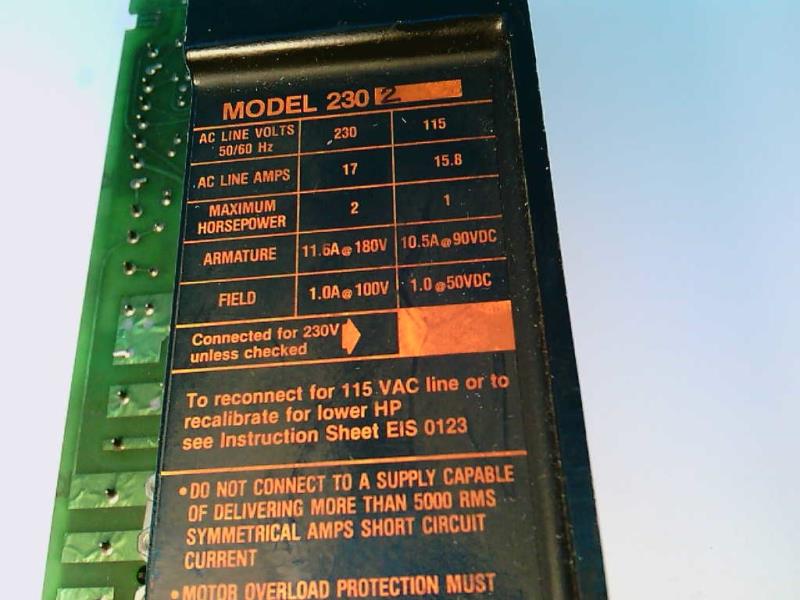 MODEL 230 2
AC LINE VOLTS 50/60 Hz 230 115
AC LINE AMPS 17 15.8
MAXIMUM HORSEPOWER 2 1
ARMATURE 11.6A@180V 10.5A@90VDC
FIELD 1.0A@100V 1.0@50VDC
Connected for 230V
unless checked
To reconnect for 115 VAC line or to
recalibrate for lower HP
see Instruction Sheet EIS 0123
•DO NOT CONNECT TO A SUPPLY CAPABLE
OF DELIVERING MORE THAN 5000 RMS
SYMMETRICAL AMPS SHORT CIRCUIT
CURRENT
•MOTOR OVERLOAD PROTECTION MUST